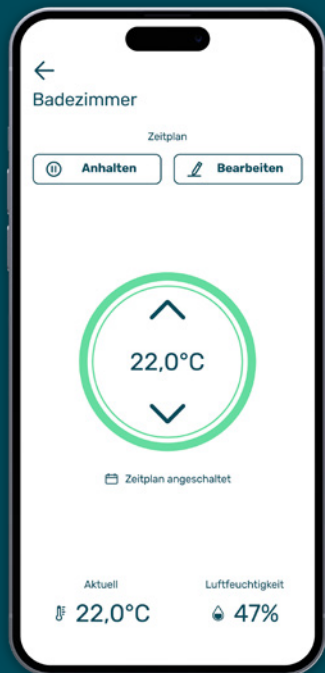 Badezimmer
Zeitplan
Anhalten
Bearbeiten
22,0°C
Zeitplan angeschaltet
Aktuell
Luftfeuchtigkeit
22,0°C
47%